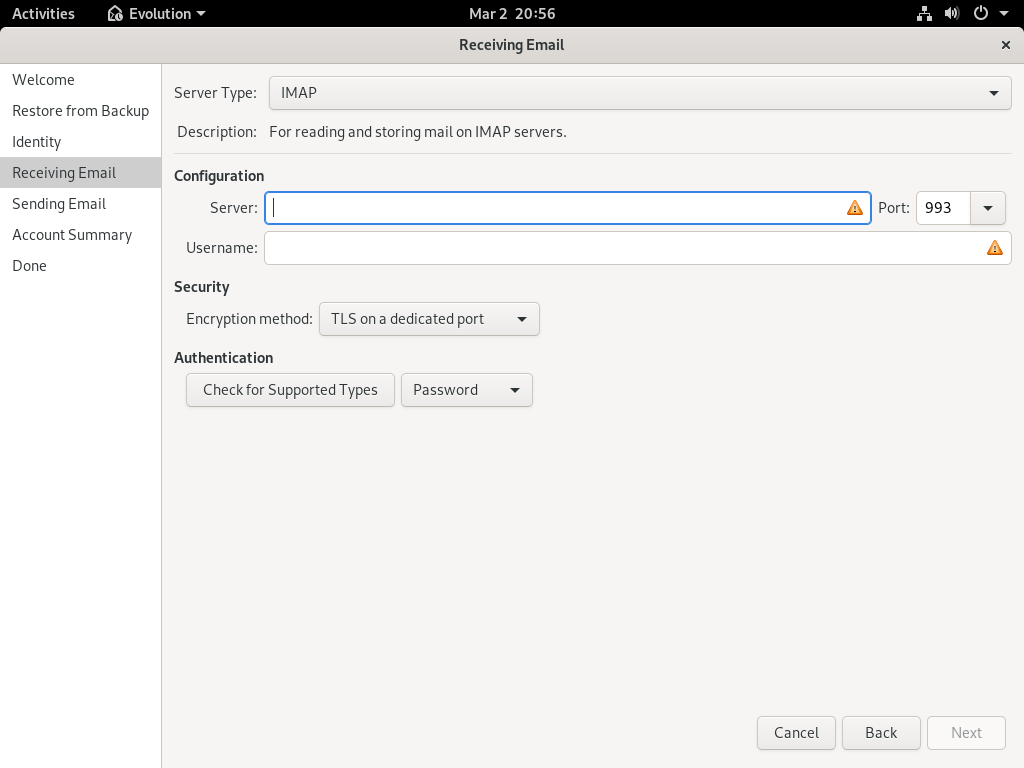 Activities Evolution Mar 2 20:56
Receiving Email
Welcome
Restore from Backup
Identity
Receiving Email
Sending Email
Account Summary
Done
Server Type: IMAP
Description: For reading and storing mail on IMAP servers.
Configuration
Server: Port: 993
Username:
Security
Encryption method: TLS on a dedicated port
Authentication
Check for Supported Types Password
Cancel Back Next